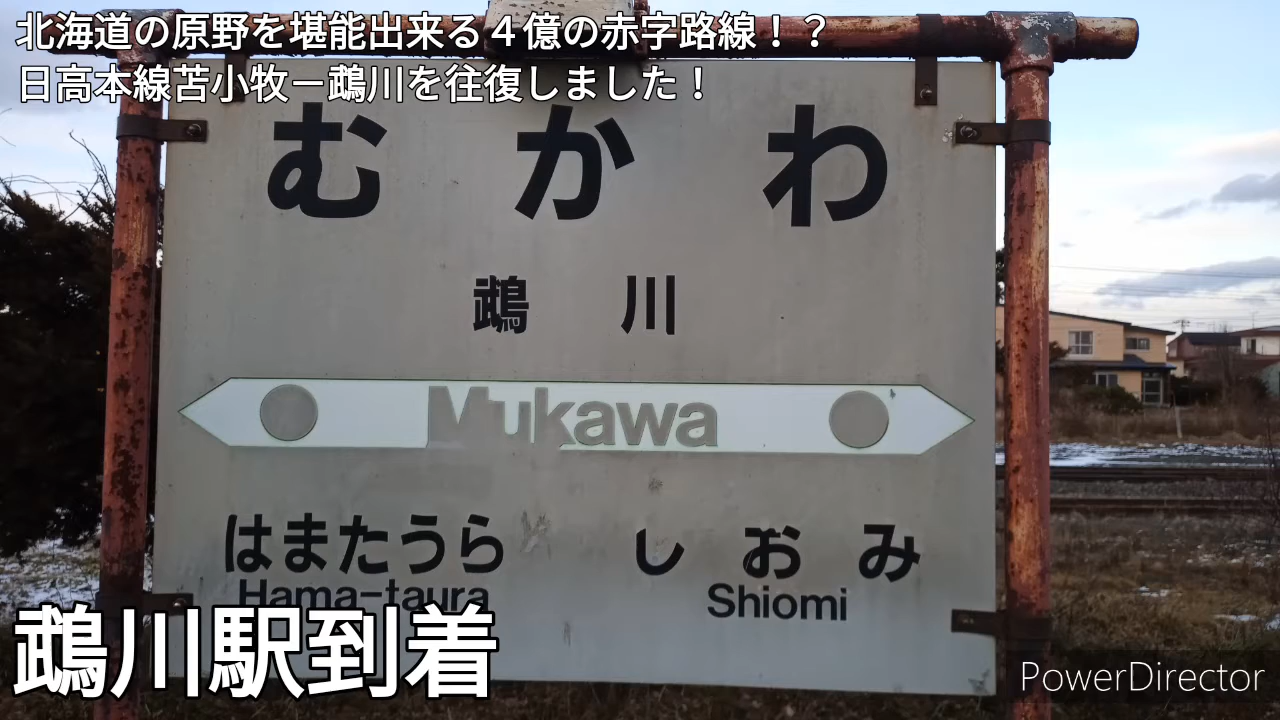 北海道の原野を堪能出来る４億の赤字路線！？
日高本線苫小牧－鵡川を往復しました！
むかわ
鵡川
Mukawa
はまたうら しおみ
Hama-taura Shiomi
鵡川駅到着
PowerDirector